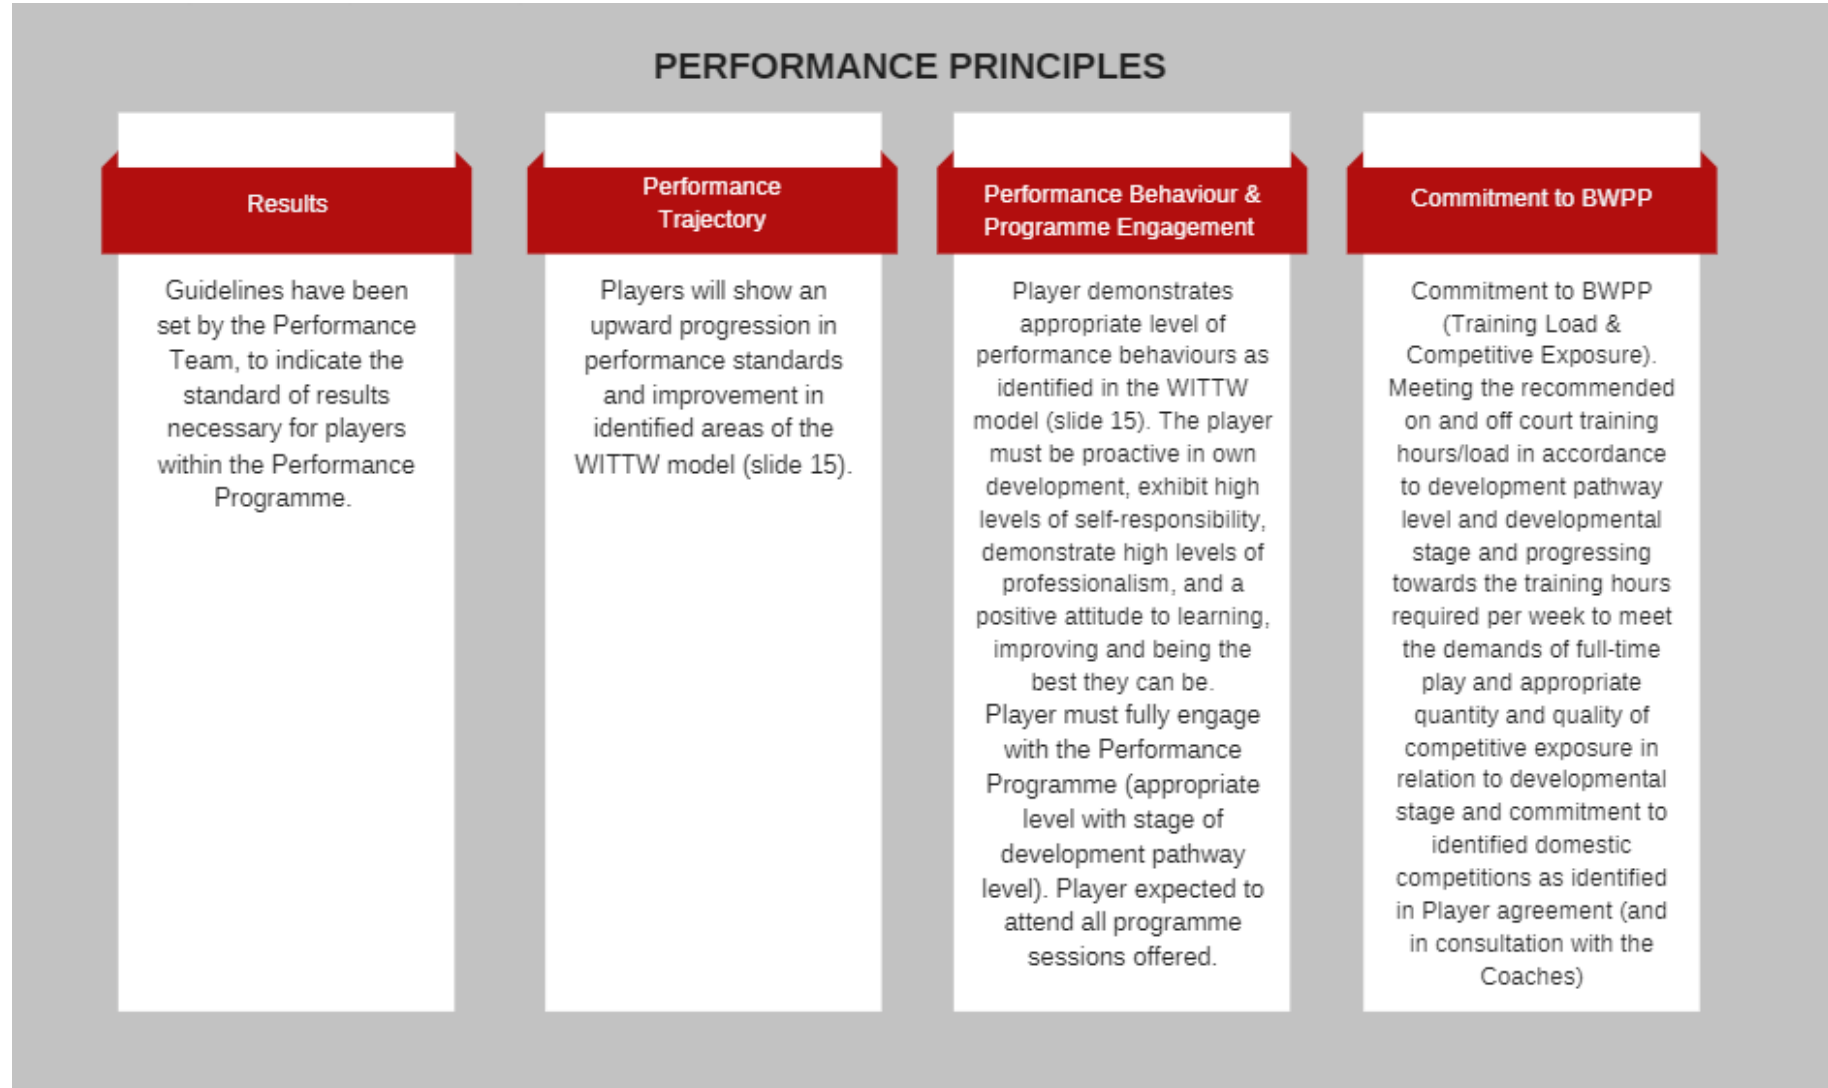 PERFORMANCE PRINCIPLES
Results
Guidelines have been
set by the Performance
Team, to indicate the
standard of results
necessary for players
within the Performance
Programme.
Performance
Trajectory
Players will show an
upward progression in
performance standards
and improvement in
identified areas of the
WITTW model (slide 15).
Performance Behaviour &
Programme Engagement
Player demonstrates
appropriate level of
performance behaviours as
identified in the WITTW
model (slide 15). The player
must be proactive in own
development, exhibit high
levels of self-responsibility,
demonstrate high levels of
professionalism, and a
positive attitude to learning,
improving and being the
best they can be.
Player must fully engage
with the Performance
Programme (appropriate
level with stage of
development pathway
level). Player expected to
attend all programme
sessions offered.
Commitment to BWPP
Commitment to BWPP
(Training Load &
Competitive Exposure).
Meeting the recommended
on and off court training
hours/load in accordance
to development pathway
level and developmental
stage and progressing
towards the training hours
required per week to meet
the demands of full-time
play and appropriate
quantity and quality of
competitive exposure in
relation to developmental
stage and commitment to
identified domestic
competitions as identified
in Player agreement (and
in consultation with the
Coaches)